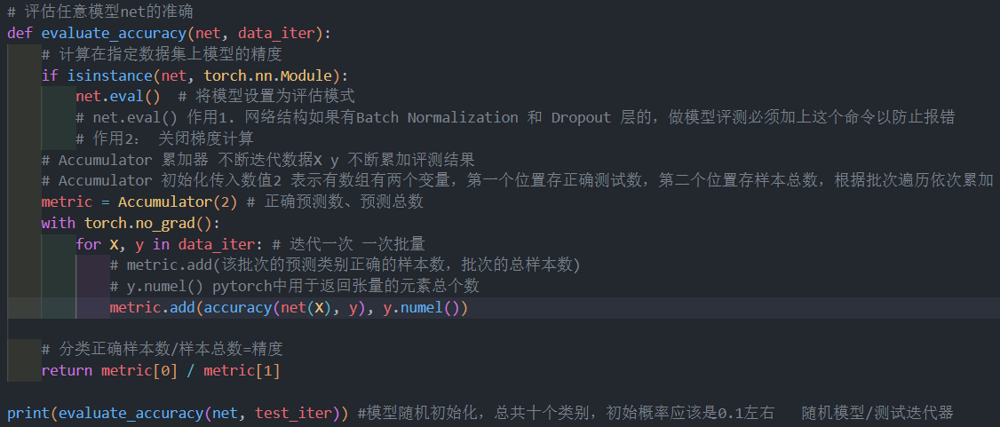 # 评估任意模型net的准确
def evaluate_accuracy(net, data_iter):
# 计算在指定数据集上模型的精度
if isinstance(net, torch.nn.Module):
net.eval()  # 将模型设置为评估模式
# net.eval() 作用1. 网络结构如果有Batch Normalization 和 Dropout 层的，做模型评测必须加上这个命令以防止报错
# 作用2： 关闭梯度计算
# Accumulator 累加器 不断迭代数据X y 不断累加评测结果
# Accumulator 初始化传入数值2 表示有数组有两个变量，第一个位置存正确测试数，第二个位置存样本总数，根据批次遍历依次累加
metric = Accumulator(2) # 正确预测数、预测总数
with torch.no_grad():
for X, y in data_iter: # 迭代一次 一次批量
# metric.add(该批次的预测类别正确的样本数，批次的总样本数)
# y.numel() pytorch中用于返回张量的元素总个数
metric.add(accuracy(net(X), y), y.numel())
# 分类正确样本数/样本总数=精度
return metric[0] / metric[1]
print(evaluate_accuracy(net, test_iter)) #模型随机初始化，总共十个类别，初始概率应该是0.1左右   随机模型/测试迭代器